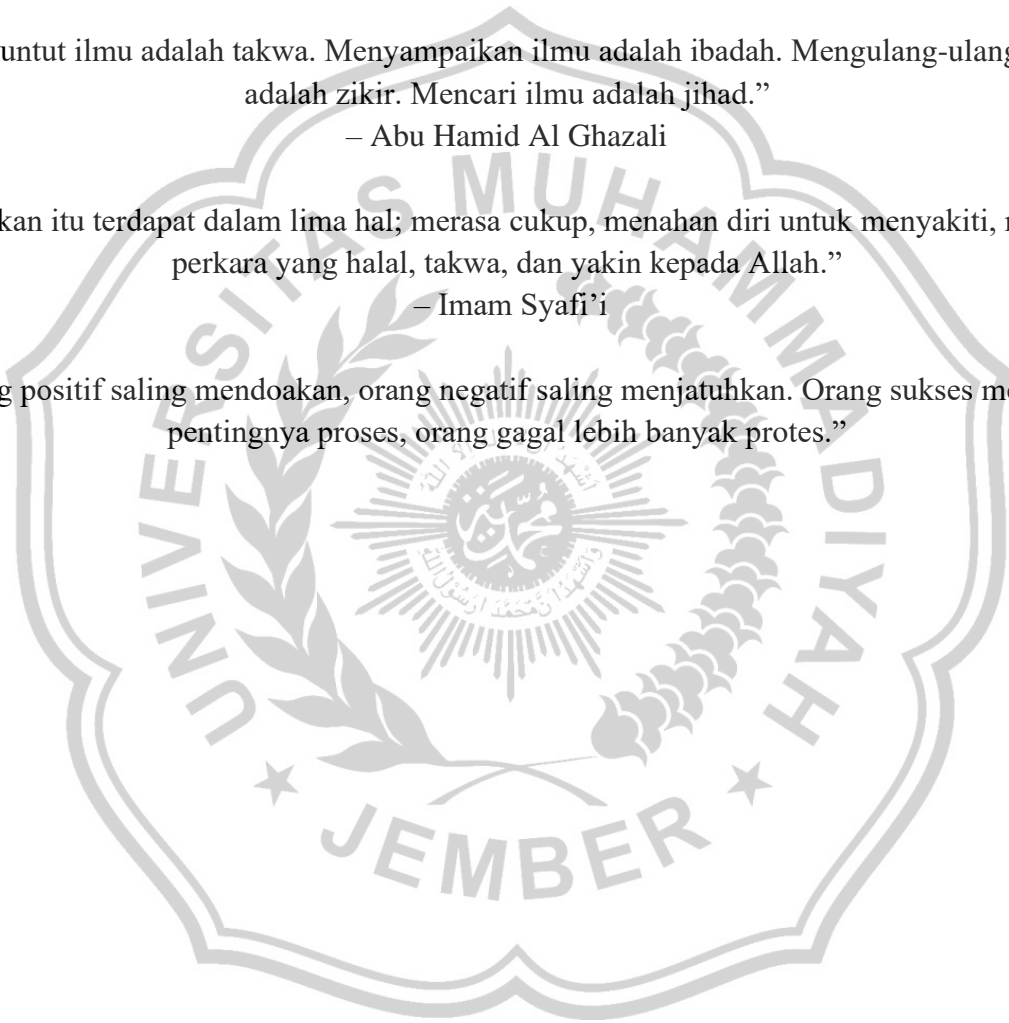 untut ilmu adalah takwa. Menyampaikan ilmu adalah ibadah. Mengulang-ulang
adalah zikir. Mencari ilmu adalah jihad.”
– Abu Hamid Al Ghazali
kan itu terdapat dalam lima hal; merasa cukup, menahan diri untuk menyakiti,
perkara yang halal, takwa, dan yakin kepada Allah.”
– Imam Syafi’i
g positif saling mendoakan, orang negatif saling menjatuhkan. Orang sukses me
pentingnya proses, orang gagal lebih banyak protes.”
UNIVERSITAS MUHAMMADIYAH
JEMBER